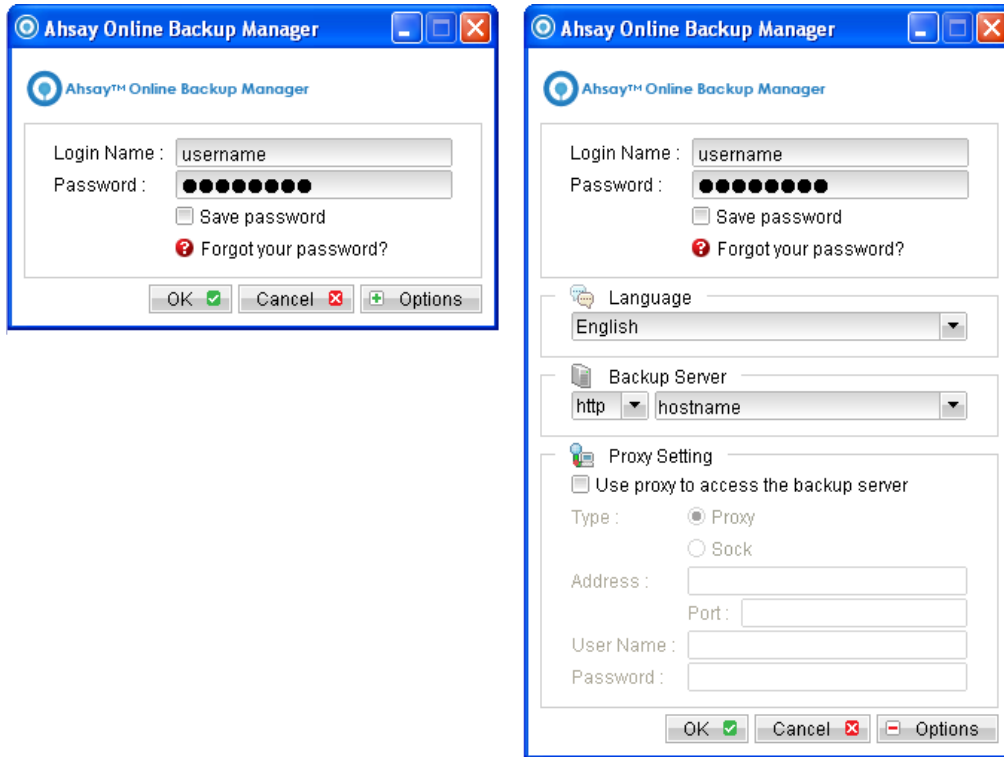 Ahsay Online Backup Manager
Ahsay™ Online Backup Manager
Login Name : username
Password : ●●●●●●●●
Save password
Forgot your password?
OK Cancel Options
Ahsay Online Backup Manager
Ahsay™ Online Backup Manager
Login Name : username
Password : ●●●●●●●●
Save password
Forgot your password?
Language
English
Backup Server
http hostname
Proxy Setting
Use proxy to access the backup server
Type : Proxy
Sock
Address :
Port :
User Name :
Password :
OK Cancel Options